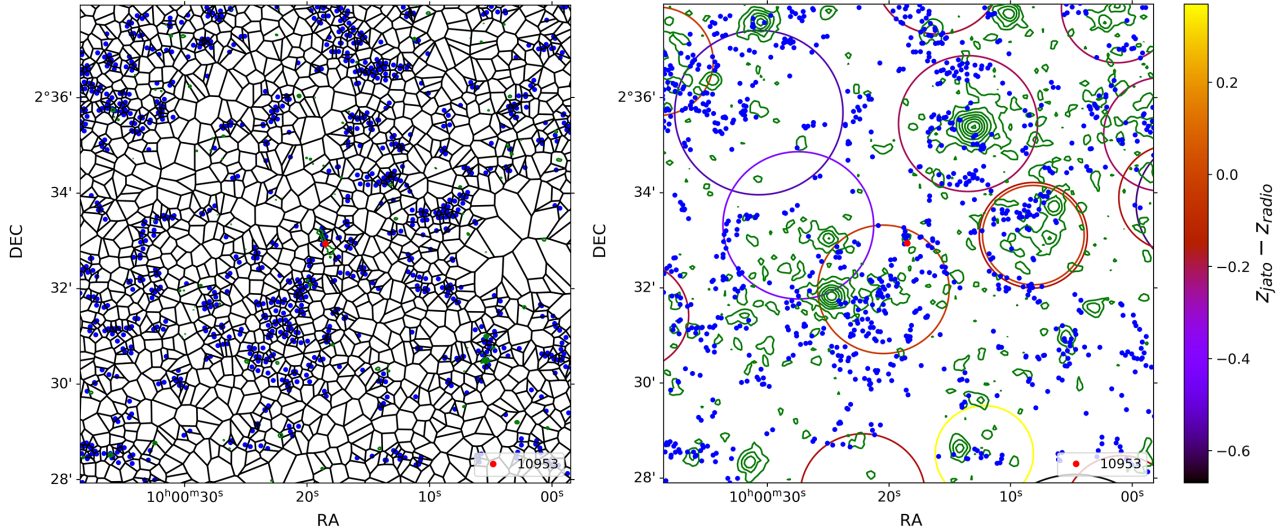 2°36'
34'
32'
30'
28'
DEC
10ʰ00ᵐ30ˢ
20ˢ
10ˢ
00ˢ
RA
10953
2°36'
34'
32'
30'
28'
DEC
10ʰ00ᵐ30ˢ
20ˢ
10ˢ
00ˢ
RA
10953
0.2
0.0
−0.2
−0.4
−0.6
z_jato − z_radio